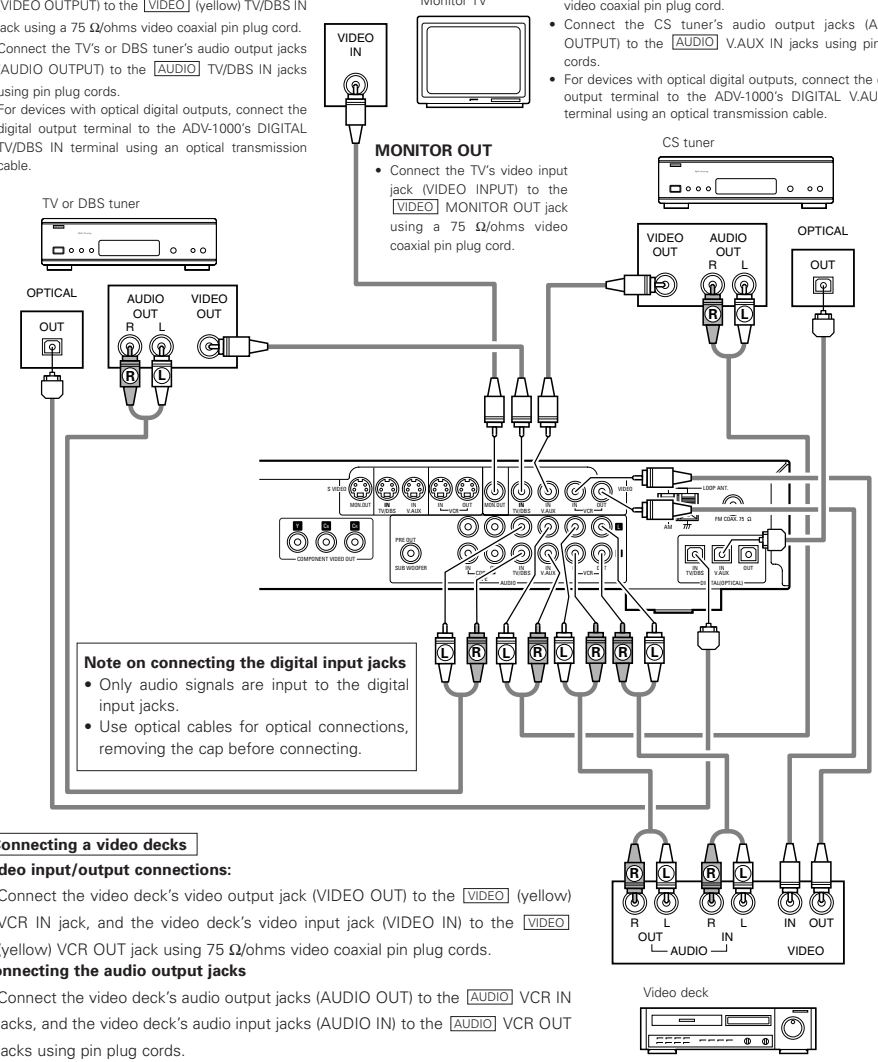 (VIDEO OUTPUT) to the VIDEO (yellow) TV/DBS IN
jack using a 75 Ω/ohms video coaxial pin plug cord.
Connect the TV's or DBS tuner's audio output jacks
(AUDIO OUTPUT) to the AUDIO TV/DBS IN jacks
using pin plug cords.
For devices with optical digital outputs, connect the
digital output terminal to the ADV-1000's DIGITAL
TV/DBS IN terminal using an optical transmission
cable.
Monitor TV
VIDEO
IN
video coaxial pin plug cord.
• Connect the CS tuner's audio output jacks
OUTPUT) to the AUDIO V.AUX IN jacks using pin
cords.
• For devices with optical digital outputs, connect the
output terminal to the ADV-1000's DIGITAL
terminal using an optical transmission cable.
MONITOR OUT
• Connect the TV's video input
jack (VIDEO INPUT) to the
VIDEO MONITOR OUT jack
using a 75 Ω/ohms video
coaxial pin plug cord.
CS tuner
VIDEO
OUT
AUDIO
OUT
R L
R L
OPTICAL
OUT
TV or DBS tuner
OPTICAL
OUT
AUDIO
OUT
R L
R L
VIDEO
OUT
S VIDEO
MON.OUT
IN
TV/DBS
IN
V.AUX
IN OUT
VCR
MON.OUT
IN
TV/DBS
IN
V.AUX
IN OUT
VCR
VIDEO
LOOP ANT.
AM
FM COAX. 75 Ω
Y CB CR
COMPONENT VIDEO OUT
PRE OUT
SUB WOOFER
L
IN
IN
TV/DBS
IN
V.AUX
IN
VCR
AUDIO
IN
TV/DBS
IN
V.AUX
OUT
DIGITAL(OPTICAL)
L R L R L R R L
Note on connecting the digital input jacks
• Only audio signals are input to the digital
input jacks.
• Use optical cables for optical connections,
removing the cap before connecting.
Connecting a video decks
Video input/output connections:
Connect the video deck's video output jack (VIDEO OUT) to the VIDEO (yellow)
VCR IN jack, and the video deck's video input jack (VIDEO IN) to the VIDEO
(yellow) VCR OUT jack using 75 Ω/ohms video coaxial pin plug cords.
Connecting the audio output jacks
Connect the video deck's audio output jacks (AUDIO OUT) to the AUDIO VCR IN
jacks, and the video deck's audio input jacks (AUDIO IN) to the AUDIO VCR OUT
jacks using pin plug cords.
R L R L
R L R L IN OUT
OUT IN
AUDIO VIDEO
Video deck